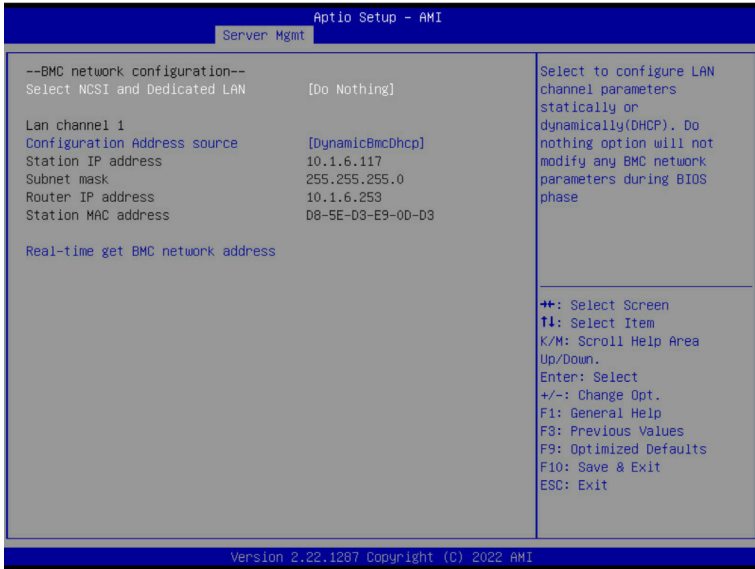 Aptio Setup - AMI
Server Mgmt
--BMC network configuration--
Select NCSI and Dedicated LAN [Do Nothing]
Lan channel 1
Configuration Address source [DynamicBmcDhcp]
Station IP address 10.1.6.117
Subnet mask 255.255.255.0
Router IP address 10.1.6.253
Station MAC address D8-5E-D3-E9-0D-D3
Real-time get BMC network address
Select to configure LAN
channel parameters
statically or
dynamically(DHCP). Do
nothing option will not
modify any BMC network
parameters during BIOS
phase
→←: Select Screen
↑↓: Select Item
K/M: Scroll Help Area
Up/Down.
Enter: Select
+/-: Change Opt.
F1: General Help
F3: Previous Values
F9: Optimized Defaults
F10: Save & Exit
ESC: Exit
Version 2.22.1287 Copyright (C) 2022 AMI